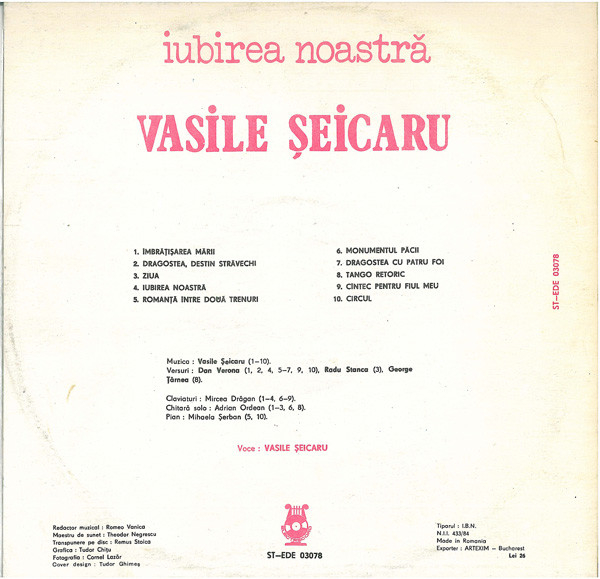 iubirea noastră
VASILE ŞEICARU
1. ÎMBRĂŢIŞAREA MĂRII
2. DRAGOSTEA, DESTIN STRĂVECHI
3. ZIUA
4. IUBIREA NOASTRĂ
5. ROMANŢĂ ÎNTRE DOUĂ TRENURI
6. MONUMENTUL PĂCII
7. DRAGOSTEA CU PATRU FOI
8. TANGO RETORIC
9. CÎNTEC PENTRU FIUL MEU
10. CIRCUL
ST—EDE 03078
Muzica : Vasile Şeicaru (1—10).
Versuri : Dan Verona (1, 2, 4, 5—7, 9, 10), Radu Stanca (3), George
Ţârnea (8).
Claviaturi : Mircea Drăgan (1—4, 6—9).
Chitară solo : Adrian Ordean (1—3, 6, 8).
Pian : Mihaela Şerban (5, 10).
Voce : VASILE ŞEICARU
Redactor muzical : Romeo Vanica
Maestru de sunet : Theodor Negrescu
Transpunere pe disc : Remus Stoica
Grafica : Tudor Chiţu
Fotografia : Cornel Lazăr
Cover design : Tudor Ghimeş
ST—EDE 03078
Tiparul : I.B.N.
N.I.I. 433/84
Made in Romania
Exporter : ARTEXIM — Bucharest
Lei 26